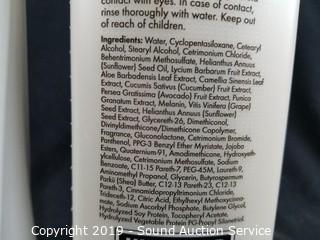 contact with eyes. In case of contact,
rinse thoroughly with water. Keep out
of reach of children.
Ingredients: Water, Cyclopentasiloxane, Cetearyl
Alcohol, Stearyl Alcohol, Cetrimonium Chloride,
Behentrimonium Methosulfate, Helianthus Annuus
(Sunflower) Seed Oil, Lycium Barbarum Fruit Extract,
Aloe Barbadensis Leaf Extract, Camellia Sinensis Leaf
Extract, Cucumis Sativus (Cucumber) Fruit Extract,
Persea Gratissima (Avocado) Fruit Extract, Punica
Granatum Extract, Melanin, Vitis Vinifera (Grape)
Seed Extract, Helianthus Annuus (Sunflower)
Seed Extract, Glycereth-26, Dimethiconol,
Divinyldimethicone/Dimethicone Copolymer,
Fragrance, Gluconolactone, Cetrimonium Bromide,
Panthenol, PPG-3 Benzyl Ether Myristate, Jojoba
Esters, Quaternium-91, Amodimethicone, Hydroxyeth-
ylcellulose, Cetrimonium Methosulfate, Sodium
Benzoate, C11-15 Pareth-7, PEG-45M, Laureth-9,
Aminomethyl Propanol, Glycerin, Butyrospermum
Parkii (Shea) Butter, C12-13 Pareth-23, C12-13
Pareth-3, Cinnamidopropyltrimonium Chloride,
Trideceth-12, Citric Acid, Ethylhexyl Methoxycinna-
mate, Sodium Ascorbyl Phosphate, Butylene Glycol,
Hydrolyzed Soy Protein, Tocopheryl Acetate,
Hydrolyzed Vegetable Protein PG-Propyl Silanetriol.
Copyright 2019 - Southern Oregon Auctions